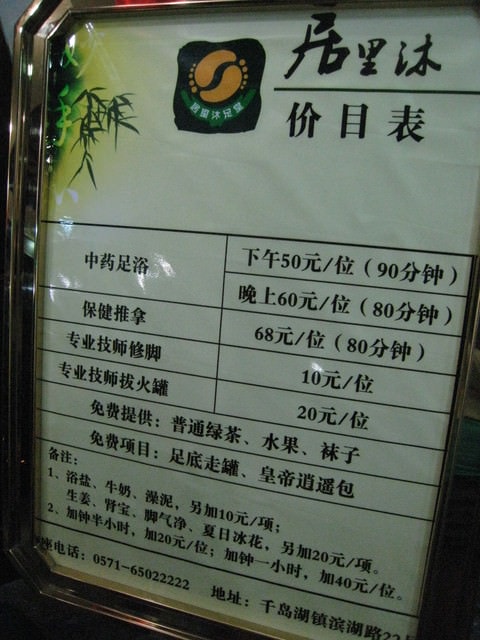 居里沐
居里沐足堂
价目表
中药足浴
下午50元/位（90分钟）
晚上60元/位（80分钟）
保健推拿
68元/位（80分钟）
专业技师修脚
10元/位
专业技师拔火罐
20元/位
免费提供：普通绿茶、水果、袜子
免费项目：足底走罐、皇帝逍遥包
备注：
1、浴盐、牛奶、澡泥，另加10元/项；
生姜、肾宝、脚气净、夏日冰花，另加20元/项。
2、加钟半小时，加20元/位；加钟一小时，加40元/位。
座电话：0571-65022222 地址：千岛湖镇滨湖路22